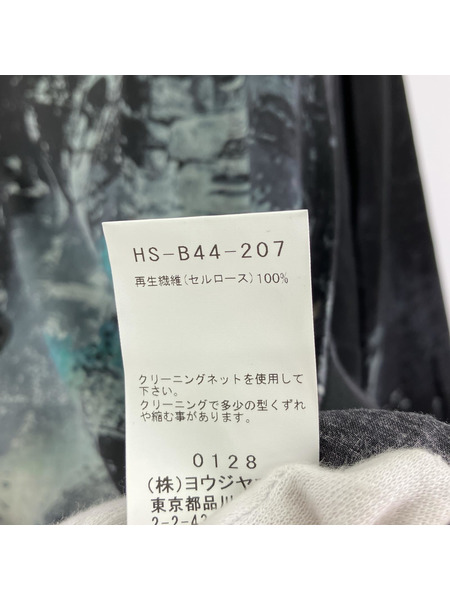 HS-B44-207
再生繊維(セルロース)100%
クリーニングネットを使用して
下さい。
クリーニングで多少の型くずれ
や縮む事があります。
0128
(株)ヨウジヤ
東京都品川
2-2-4